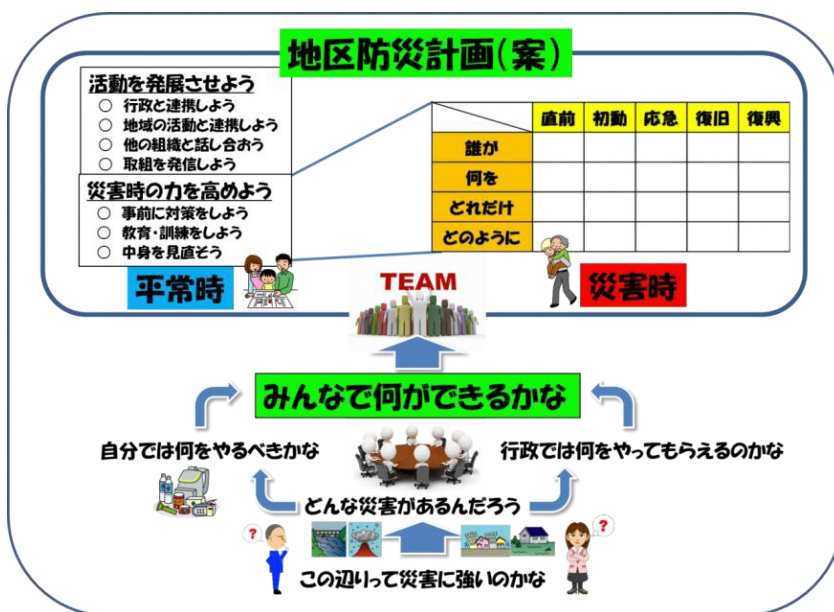 地区防災計画(案)
活動を発展させよう
○ 行政と連携しよう
○ 地域の活動と連携しよう
○ 他の組織と話し合おう
○ 取組を発信しよう
災害時の力を高めよう
○ 事前に対策をしよう
○ 教育・訓練をしよう
○ 中身を見直そう
平常時
直前 初動 応急 復旧 復興
誰が
何を
どれだけ
どのように
災害時
TEAM
みんなで何ができるかな
自分では何をやるべきかな
行政では何をやってもらえるのかな
どんな災害があるんだろう
?
?
この辺りって災害に強いのかな